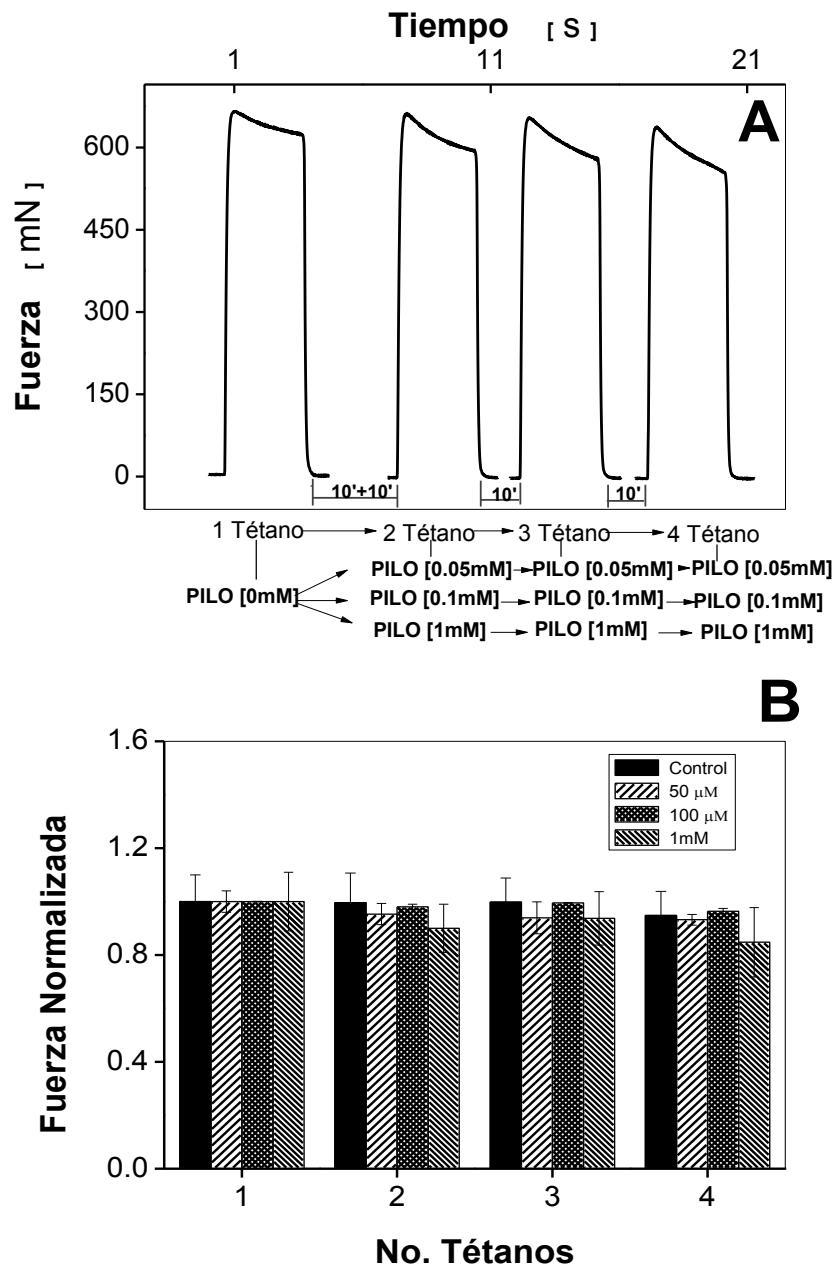 Tiempo [ S ]
1 11 21
A
Fuerza [ mN ]
600
450
300
150
0
10'+10' 10' 10'
1 Tétano 2 Tétano 3 Tétano 4 Tétano
PILO [0.05mM] PILO [0.05mM] PILO [0.05mM]
PILO [0mM] PILO [0.1mM] PILO [0.1mM] PILO [0.1mM]
PILO [1mM] PILO [1mM] PILO [1mM]
B
Fuerza Normalizada
1.6
1.2
0.8
0.4
0.0
Control
50 μM
100 μM
1mM
1 2 3 4
No. Tétanos